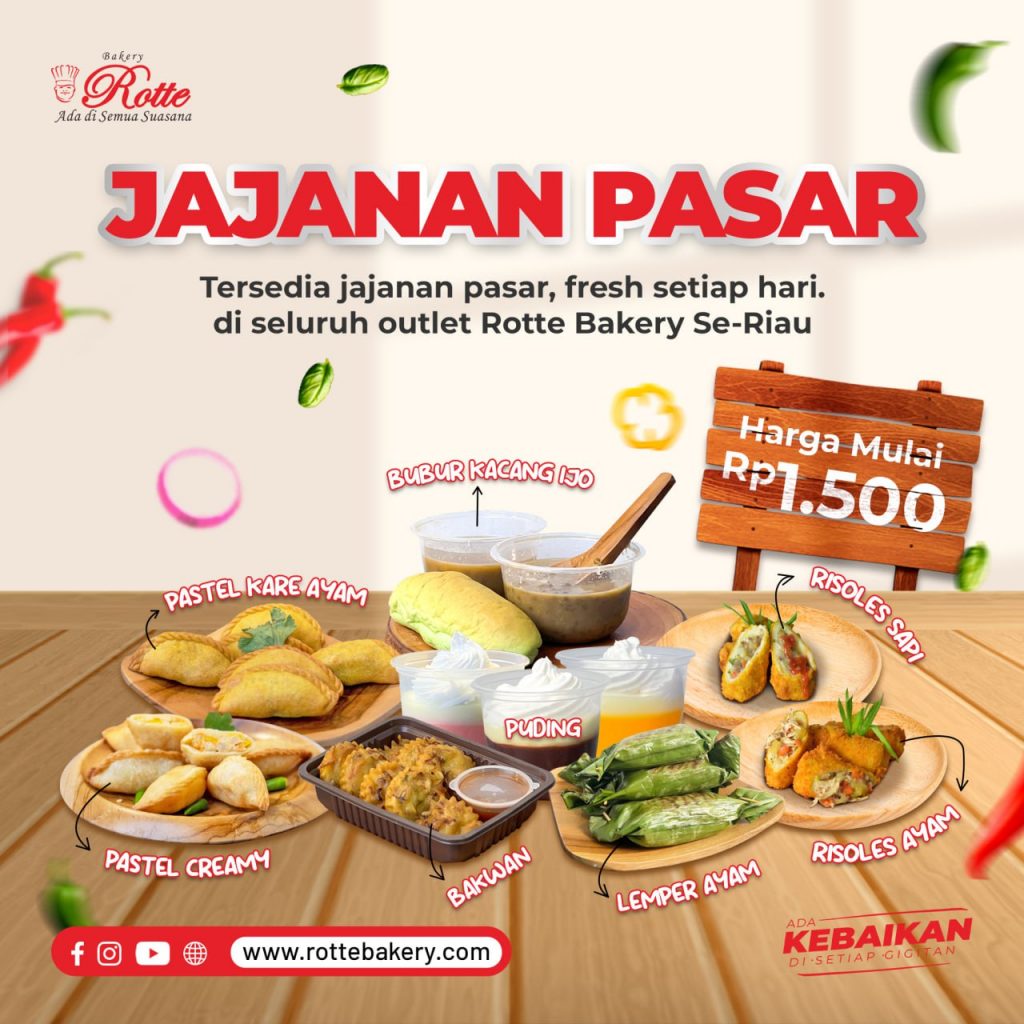 Bakery
Rotte
Ada di Semua Suasana
JAJANAN PASAR
Tersedia jajanan pasar, fresh setiap hari.
di seluruh outlet Rotte Bakery Se-Riau
Harga Mulai
Rp1.500
BUBUR KACANG IJO
PASTEL KARE AYAM
RISOLES SAPI
PUDING
PASTEL CREAMY
BAKWAN
LEMPER AYAM
RISOLES AYAM
www.rottebakery.com
ADA
KEBAIKAN
DI·SETIAP·GIGITAN